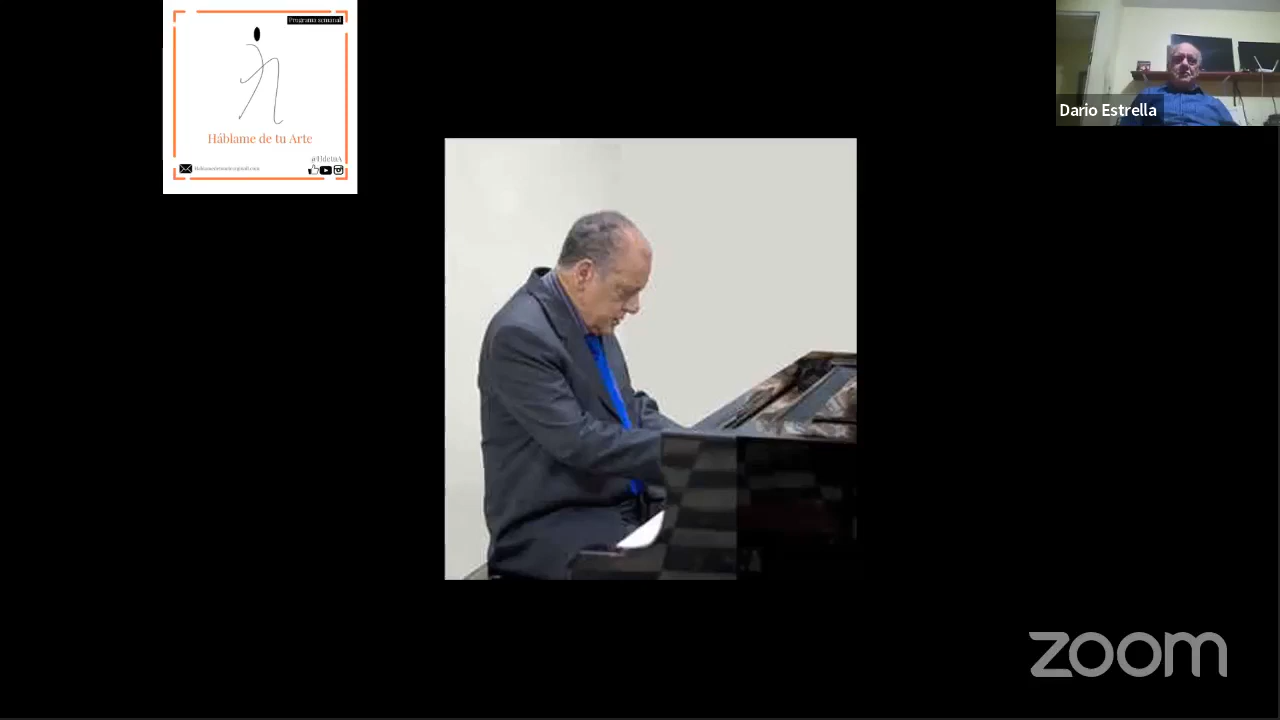 Programa semanal
Háblame de tu Arte
@HdetuA
Dario Estrella
zoom